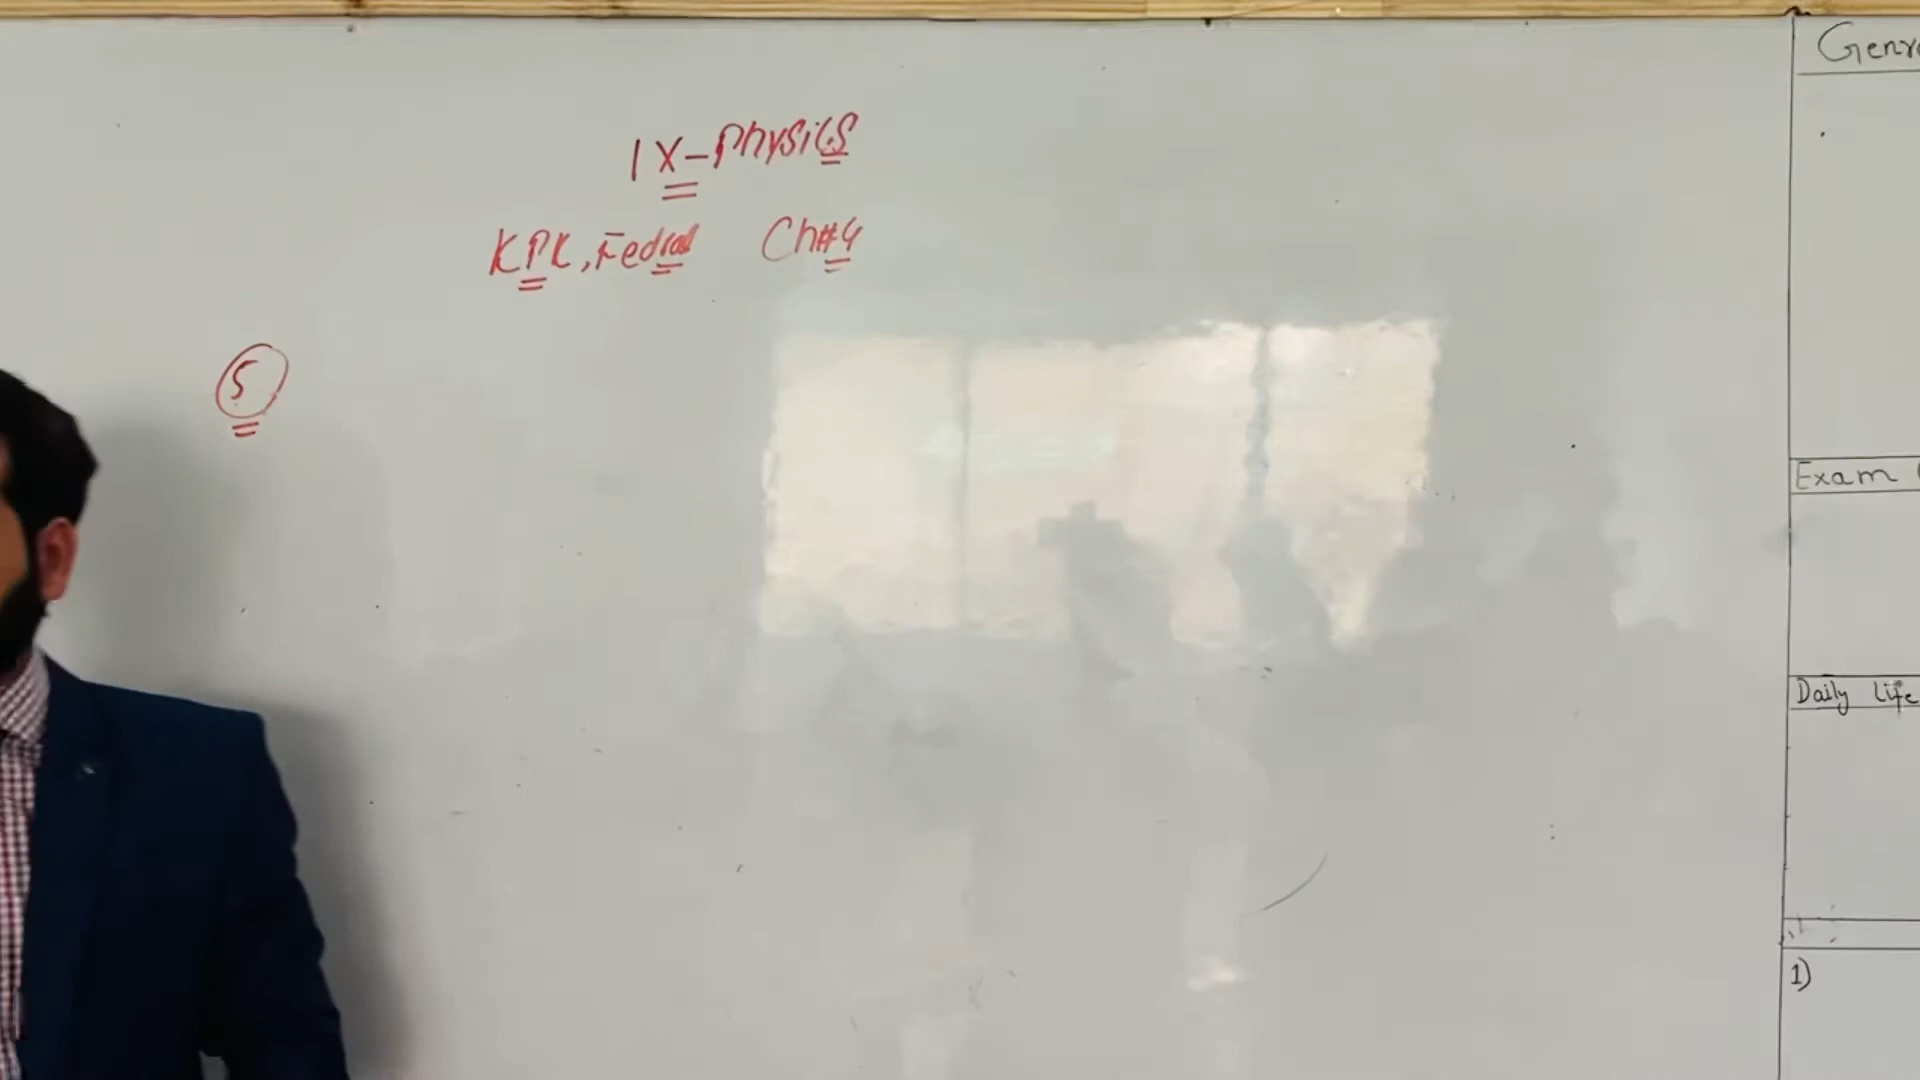 IX-Physics
KPK, Fedral Ch#4
5
Genr
Exam
Daily Life
1)